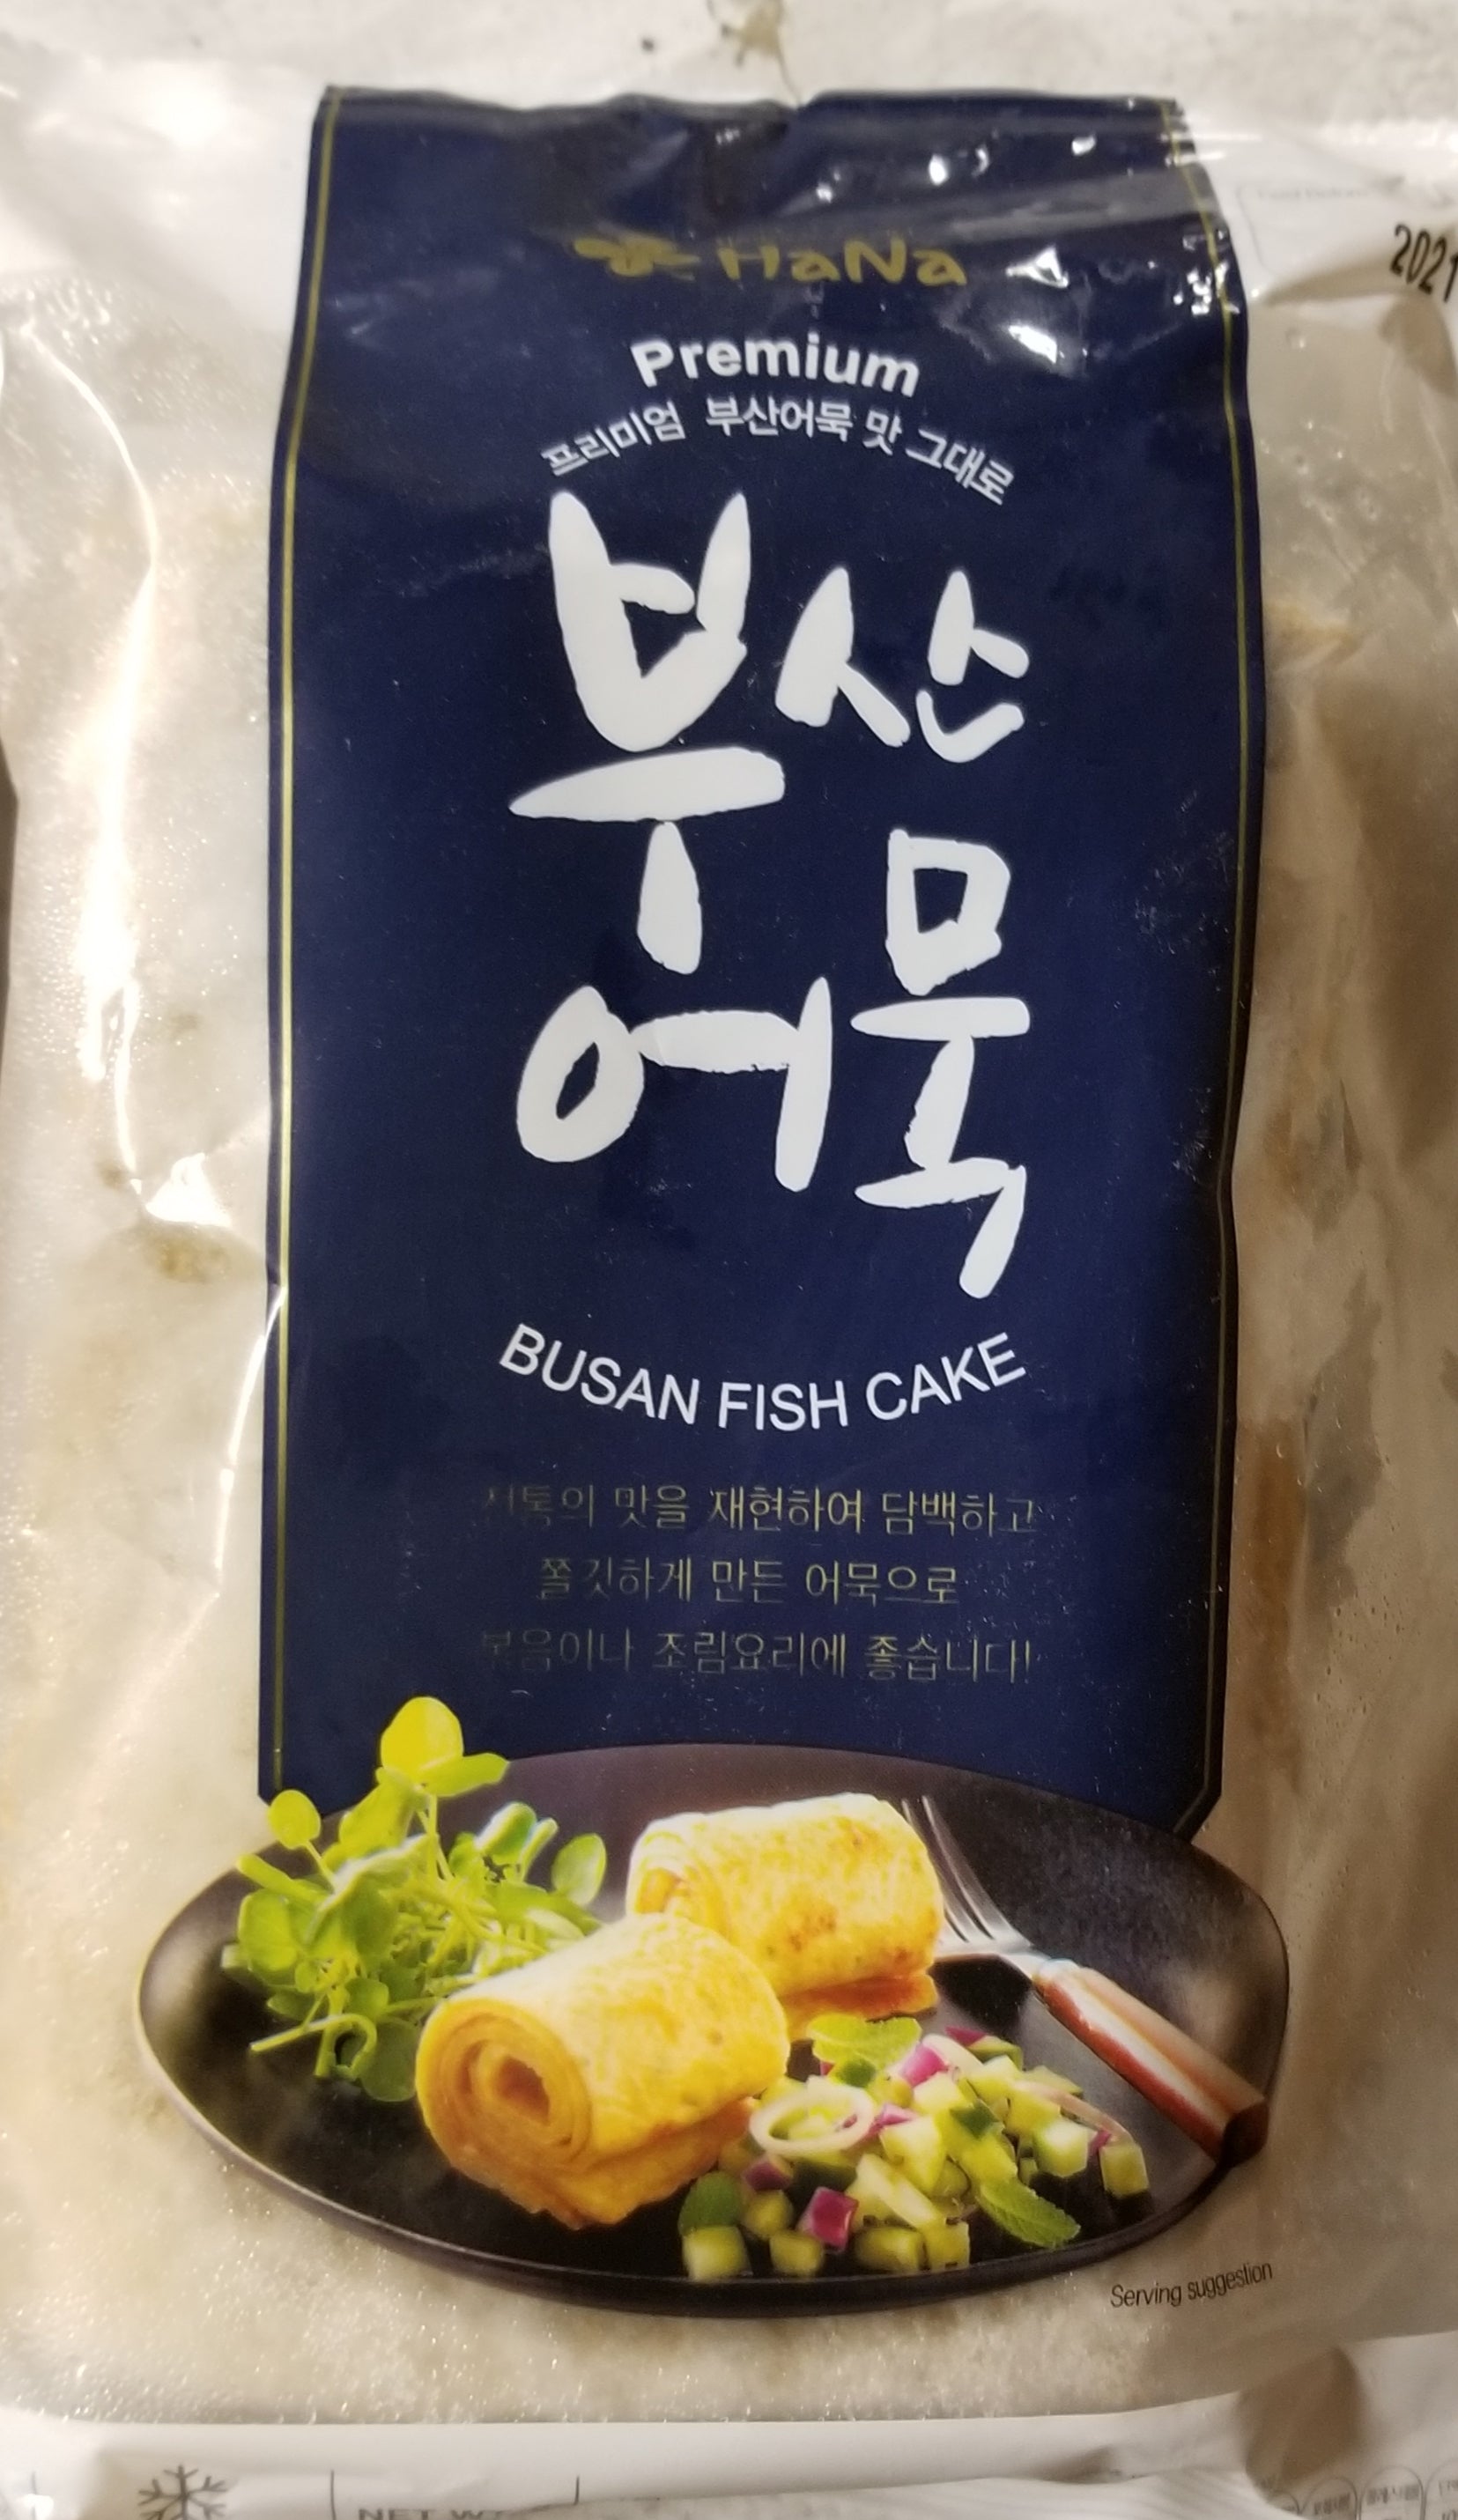 HaNa
2021
Premium
프리미엄 부산어묵 맛 그대로
부산
어묵
BUSAN FISH CAKE
전통의 맛을 재현하여 담백하고
쫄깃하게 만든 어묵으로
볶음이나 조림요리에 좋습니다!
Serving suggestion
NET